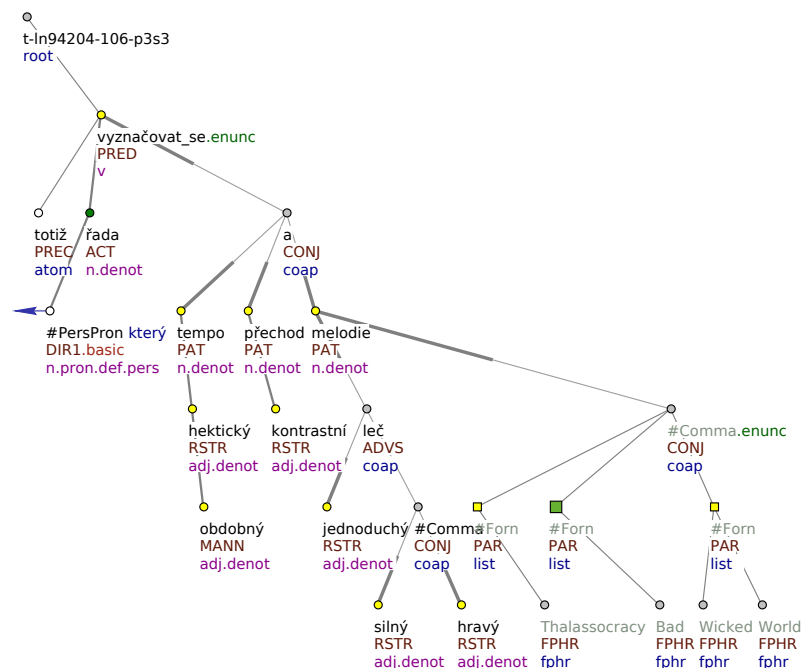 t-ln94204-106-p3s3
root
vyznačovat_se.enunc
PRED
v
totiž
PREC
atom
řada
ACT
n.denot
a
CONJ
coap
#PersPron který
DIR1.basic
n.pron.def.pers
tempo
PAT
n.denot
přechod
PAT
n.denot
melodie
PAT
n.denot
hektický
RSTR
adj.denot
kontrastní
RSTR
adj.denot
leč
ADVS
coap
#Comma.enunc
CONJ
coap
obdobný
MANN
adj.denot
jednoduchý
RSTR
adj.denot
#Comma
CONJ
coap
#Forn
PAR
list
#Forn
PAR
list
#Forn
PAR
list
silný
RSTR
adj.denot
hravý
RSTR
adj.denot
Thalassocracy
FPHR
fphr
Bad
FPHR
fphr
Wicked
FPHR
fphr
World
FPHR
fphr